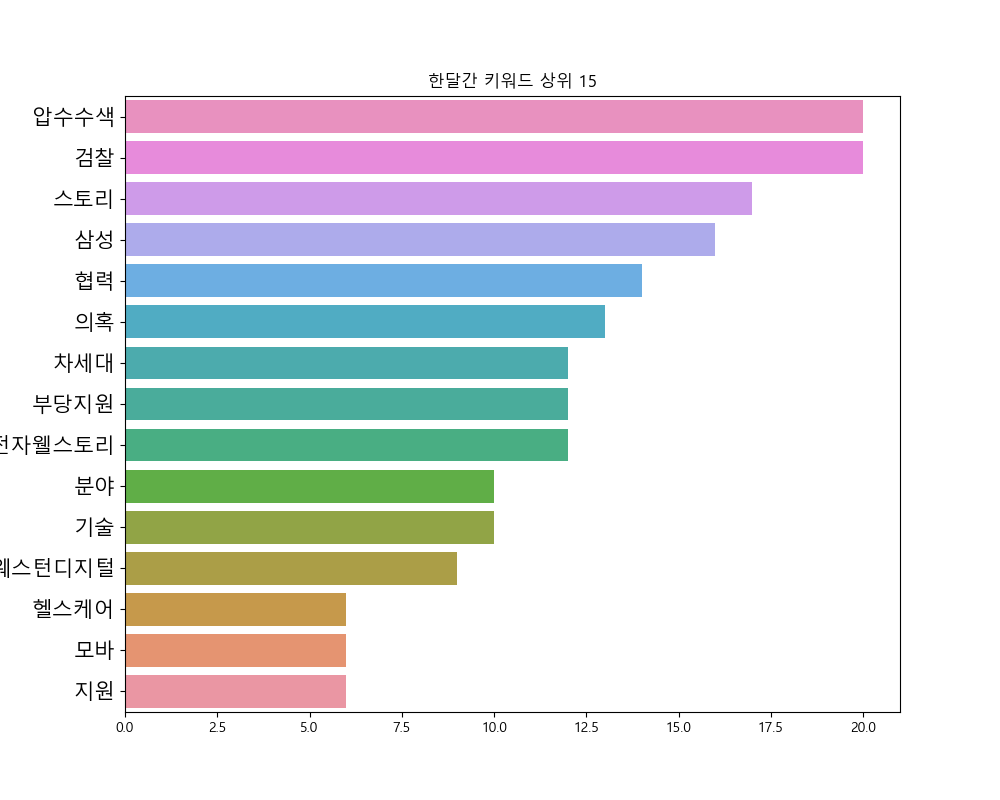 한달간 키워드 상위 15
압수수색
검찰
스토리
삼성
협력
의혹
차세대
부당지원
전자웰스토리
분야
기술
웨스턴디지털
헬스케어
모바
지원
0.0 2.5 5.0 7.5 10.0 12.5 15.0 17.5 20.0